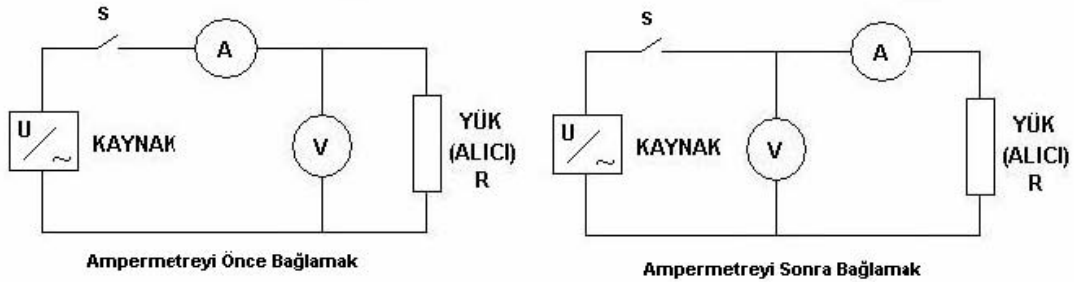 S
A
U
~
KAYNAK
V
YÜK
(ALICI)
R
Ampermetreyi Önce Bağlamak
S
A
U
~
KAYNAK
V
YÜK
(ALICI)
R
Ampermetreyi Sonra Bağlamak